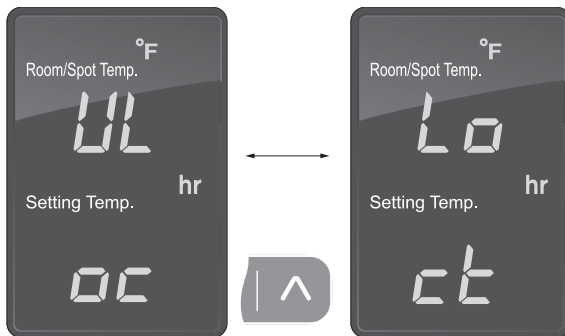 °F
Room/Spot Temp.
UL
hr
Setting Temp.
oc
°F
Room/Spot Temp.
Lo
hr
Setting Temp.
ct